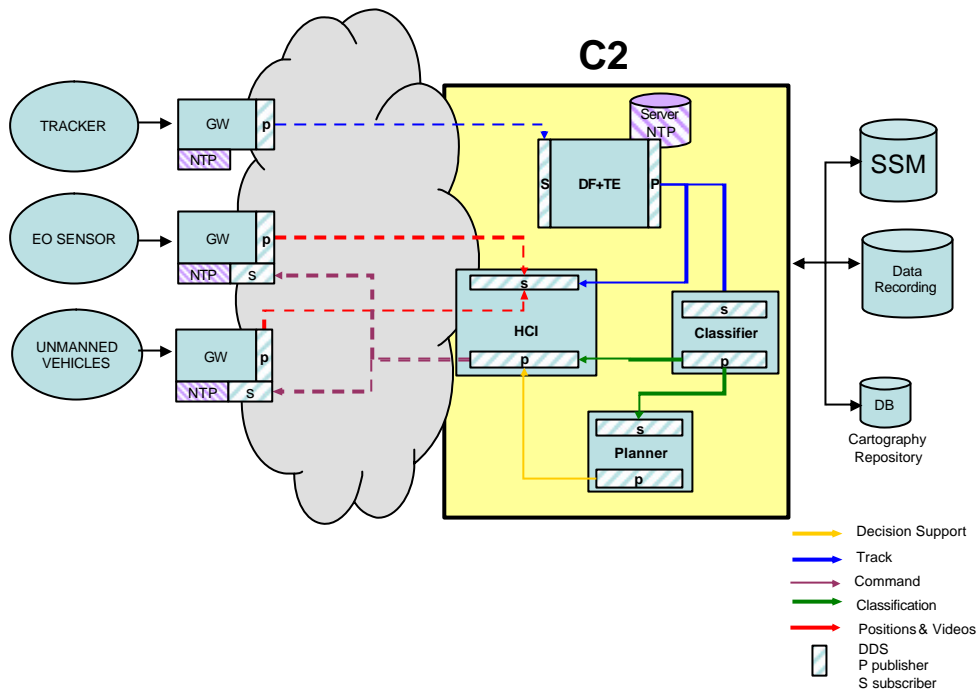 C2
TRACKER
GW
p
NTP
Server
NTP
S
DF+TE
P
SSM
EO SENSOR
GW
p
NTP
S
Data
Recording
s
HCI
p
s
Classifier
p
UNMANNED
VEHICLES
GW
p
NTP
S
s
Planner
p
DB
Cartography
Repository
Decision Support
Track
Command
Classification
Positions & Videos
DDS
P publisher
S subscriber